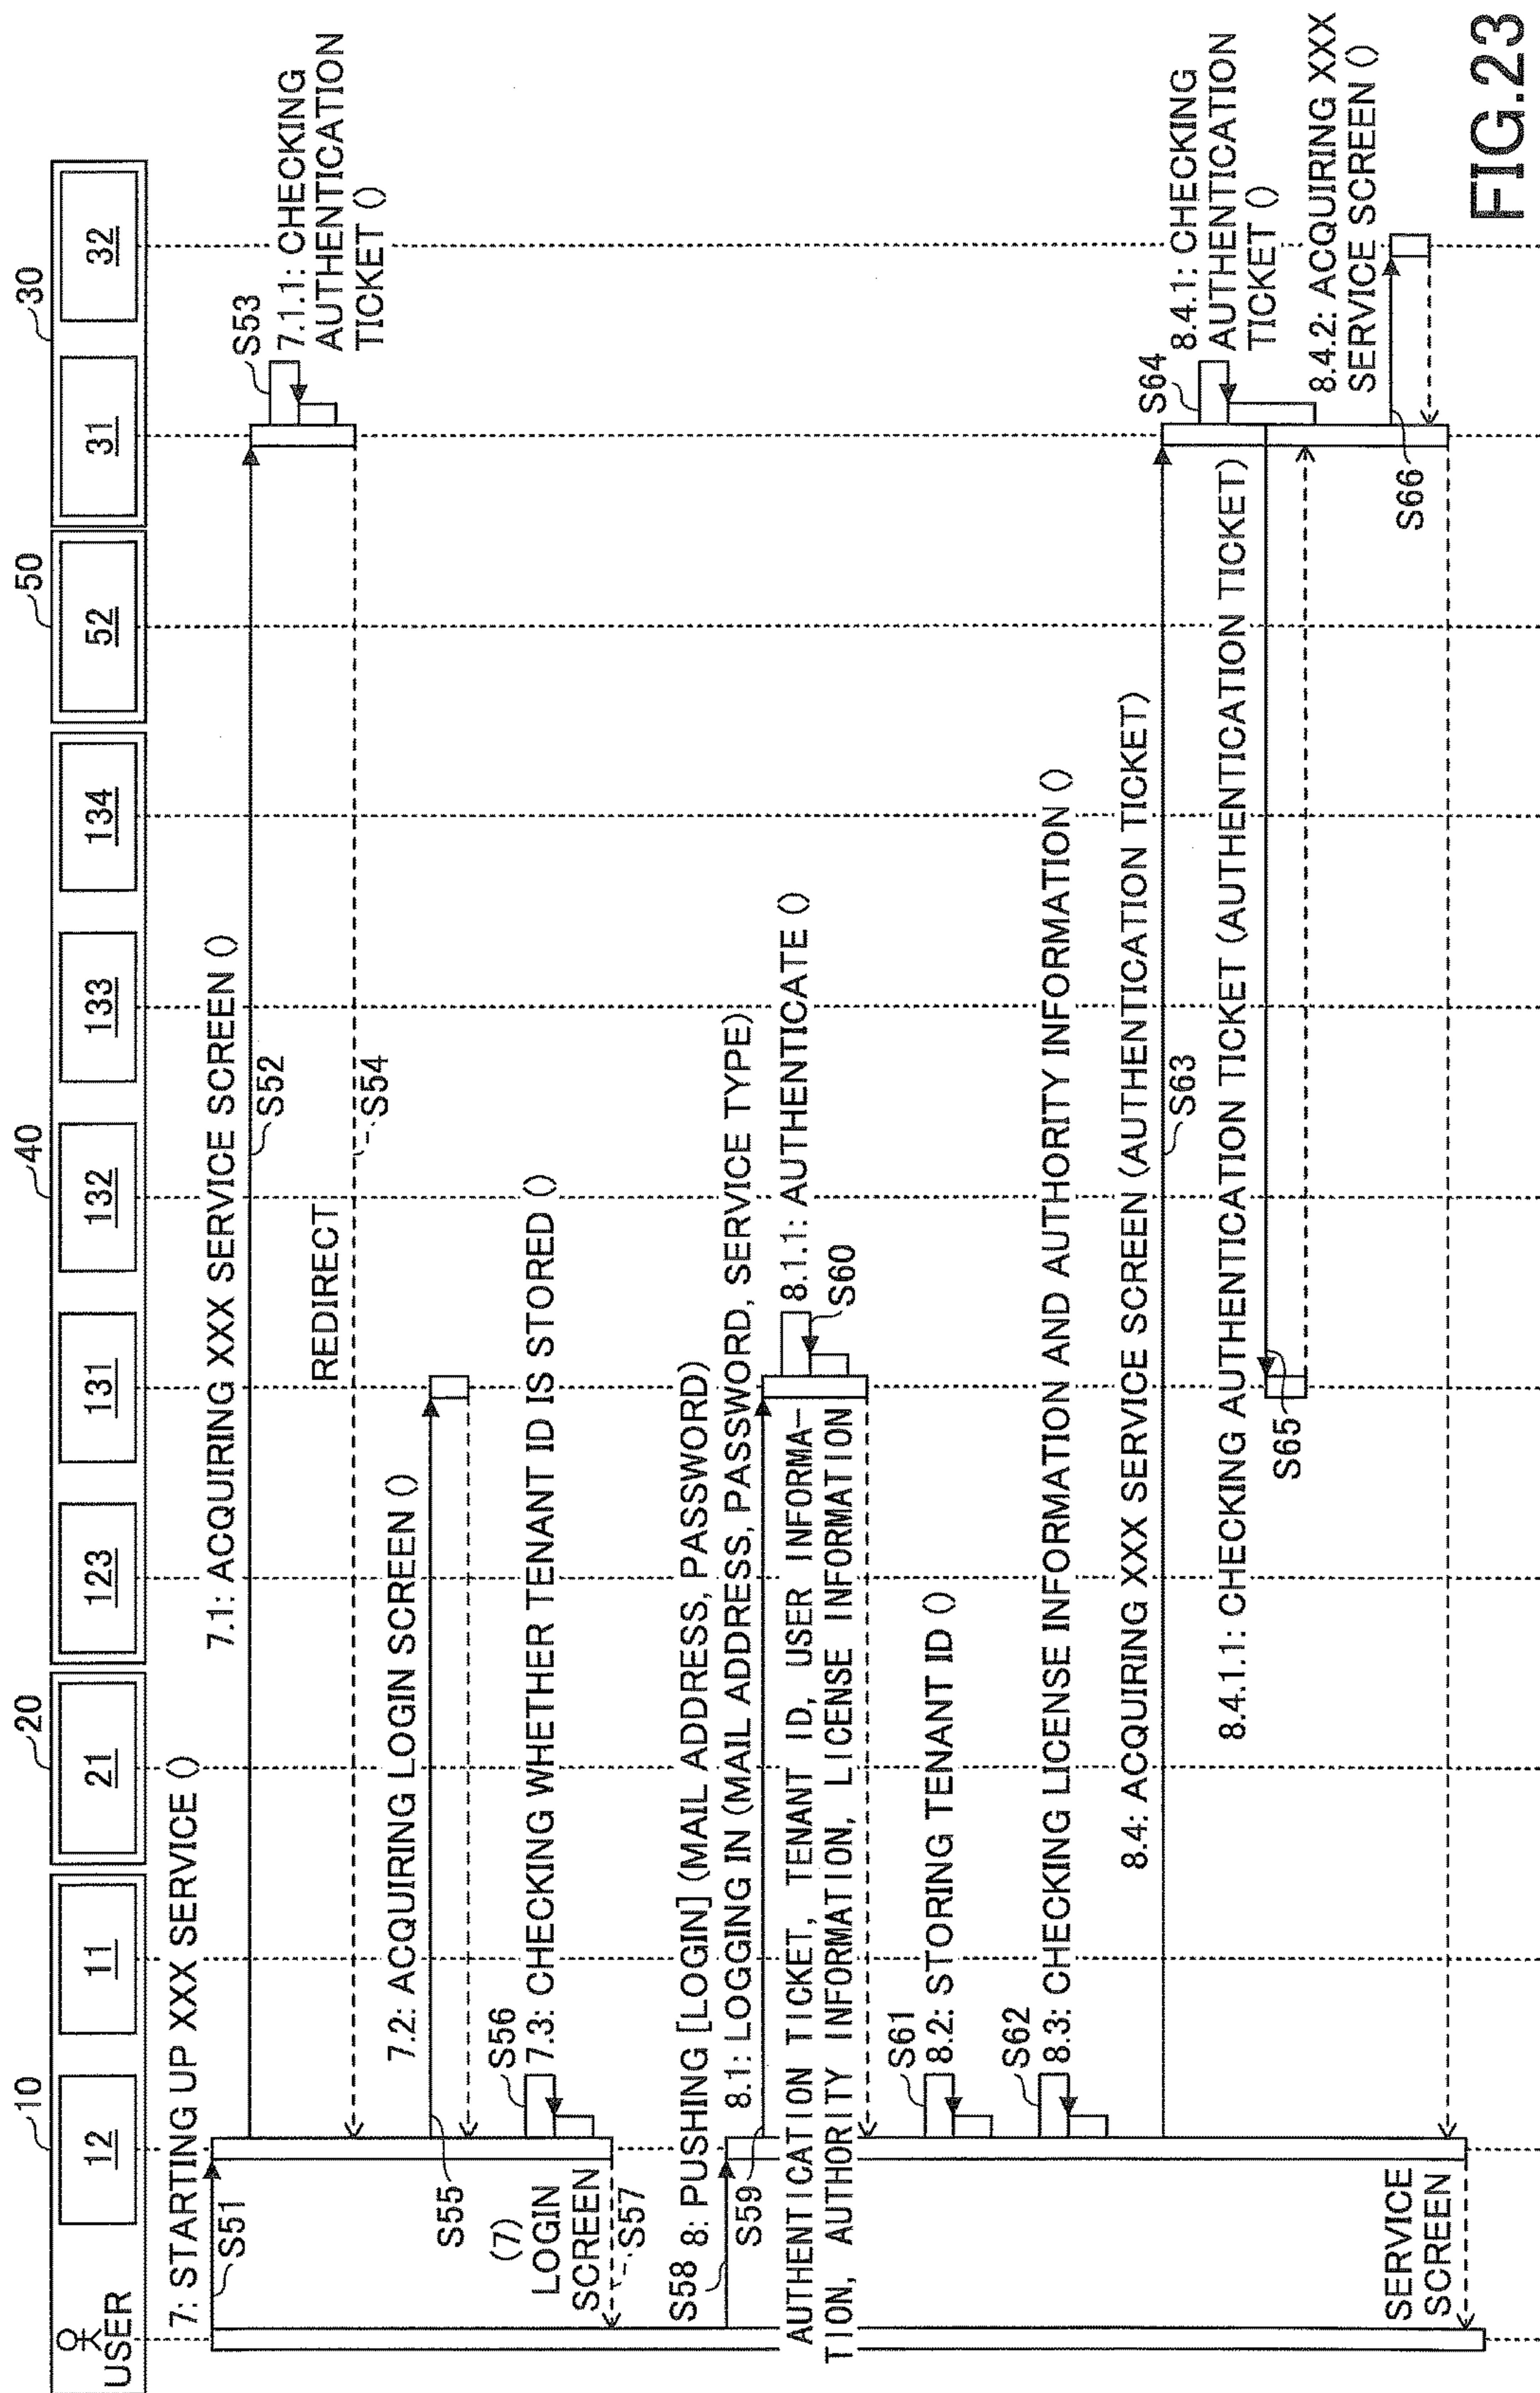 10
20
40
50
30
USER
12
11
21
123
131
132
133
134
52
31
32
7: STARTING UP XXX SERVICE ()
S51
7.1: ACQUIRING XXX SERVICE SCREEN ()
S52
S53
7.1.1: CHECKING
AUTHENTICATION
TICKET ()
REDIRECT
S54
7.2: ACQUIRING LOGIN SCREEN ()
S55
S56
7.3: CHECKING WHETHER TENANT ID IS STORED ()
(7)
LOGIN
SCREEN
S57
S58
8: PUSHING [LOGIN] (MAIL ADDRESS, PASSWORD)
8.1: LOGGING IN (MAIL ADDRESS, PASSWORD, SERVICE TYPE)
S59
8.1.1: AUTHENTICATE ()
S60
AUTHENTICATION TICKET, TENANT ID, USER INFORMA-
TION, AUTHORITY INFORMATION, LICENSE INFORMATION
S61
8.2: STORING TENANT ID ()
S62
8.3: CHECKING LICENSE INFORMATION AND AUTHORITY INFORMATION ()
8.4: ACQUIRING XXX SERVICE SCREEN (AUTHENTICATION TICKET)
S63
S64
8.4.1: CHECKING
AUTHENTICATION
TICKET ()
8.4.1.1: CHECKING AUTHENTICATION TICKET (AUTHENTICATION TICKET)
S65
8.4.2: ACQUIRING XXX
SERVICE SCREEN ()
S66
SERVICE
SCREEN
FIG.23